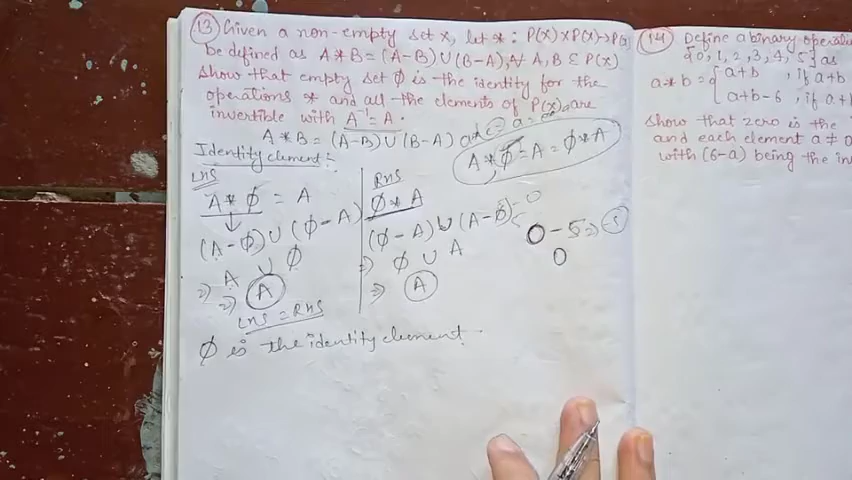 13 Given a non-empty set X, let * : P(X) × P(X) → P(X)
be defined as A * B = (A - B) ∪ (B - A), ∀ A, B ∈ P(X)
Show that empty set ϕ is the identity for the
operations * and all the elements of P(X) are
invertible with A⁻¹ = A.
A * B = (A-B) ∪ (B-A)
Identity element:-
A * ϕ = A = ϕ * A
LHS
A * ϕ = A
(A - ϕ) ∪ (ϕ - A)
⇒ A ∪ ϕ
⇒ A
LHS = RHS
RHS
ϕ * A
(ϕ - A) ∪ (A - ϕ)
⇒ ϕ ∪ A
⇒ A
0
0 - 5 ⇒ -5
0
ϕ is the identity element
14 Define a binary
{0, 1, 2, 3, 4, 5} as
a * b = { a+b , if a+b
a+b-6 , if a+b
Show that zero is the
and each element a ≠ 0
with (6-a) being the